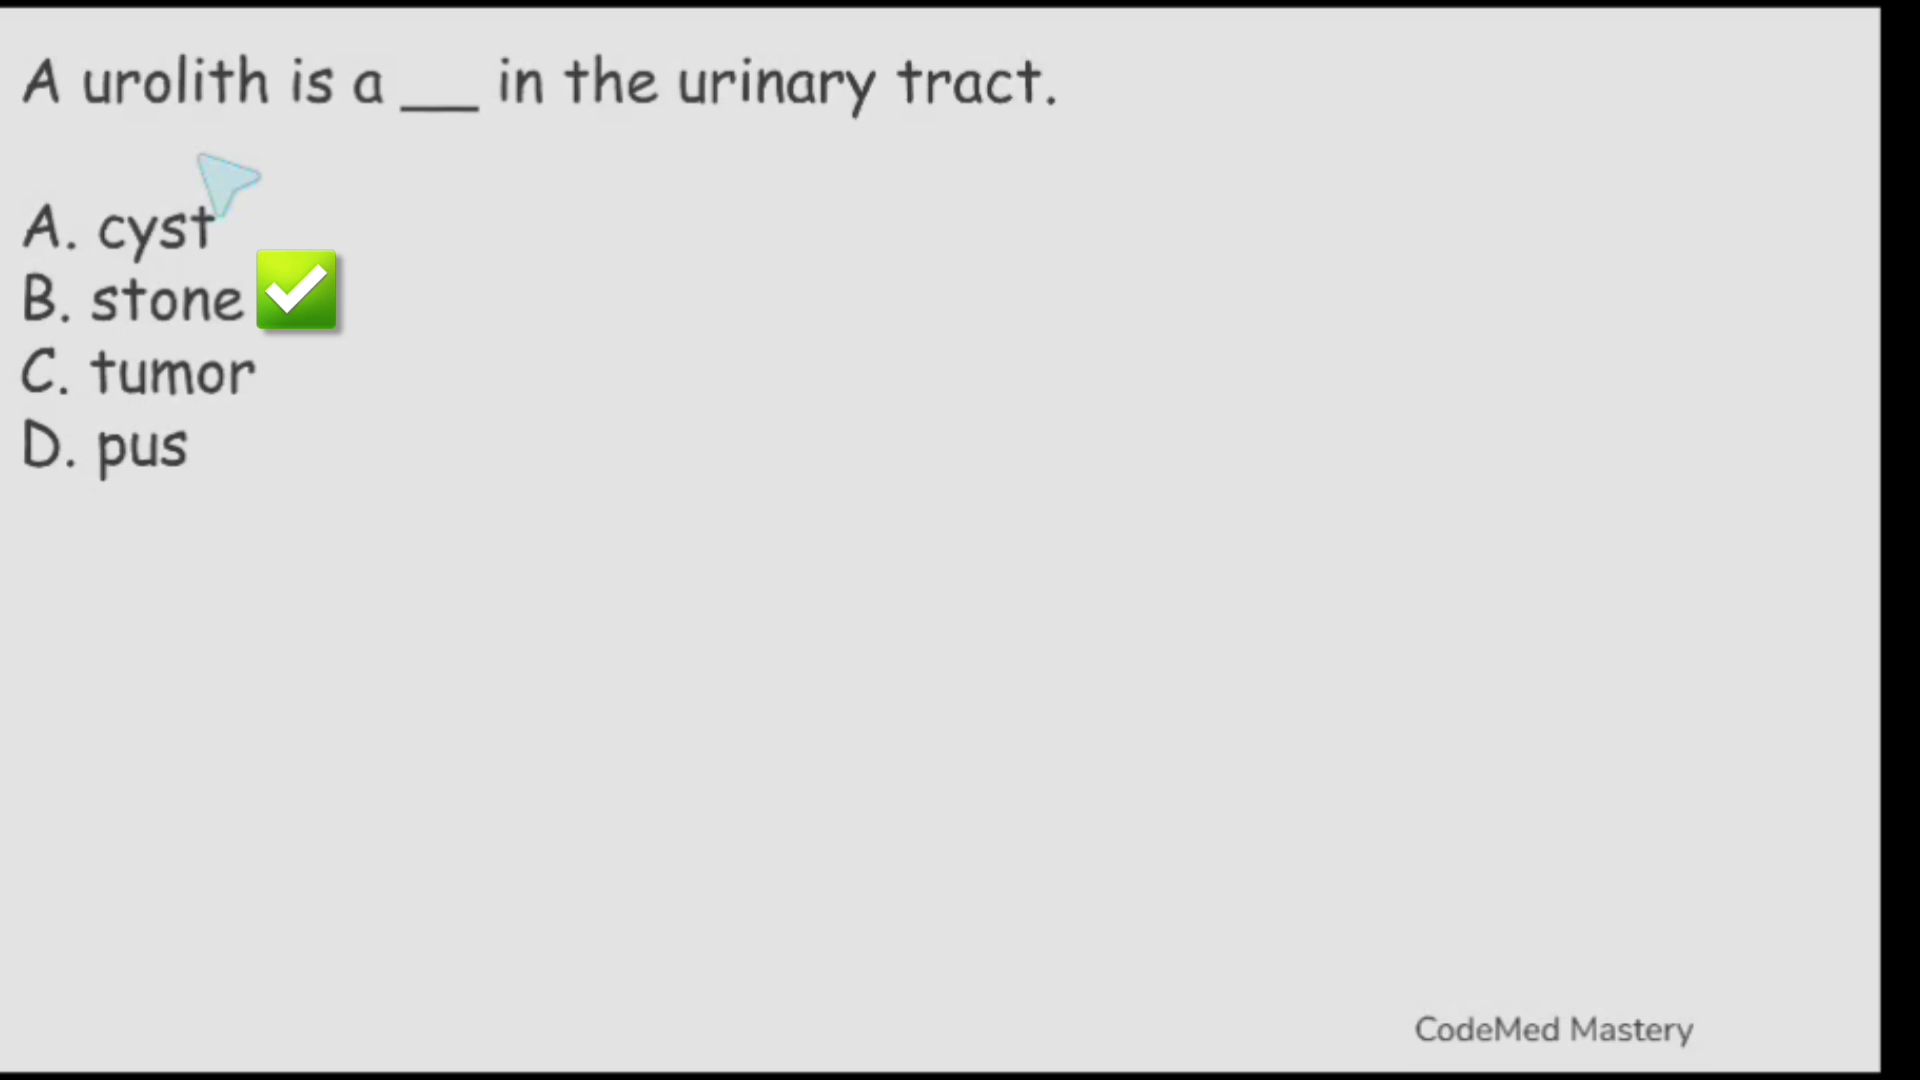 A urolith is a __ in the urinary tract.
A. cyst
B. stone
C. tumor
D. pus
CodeMed Mastery